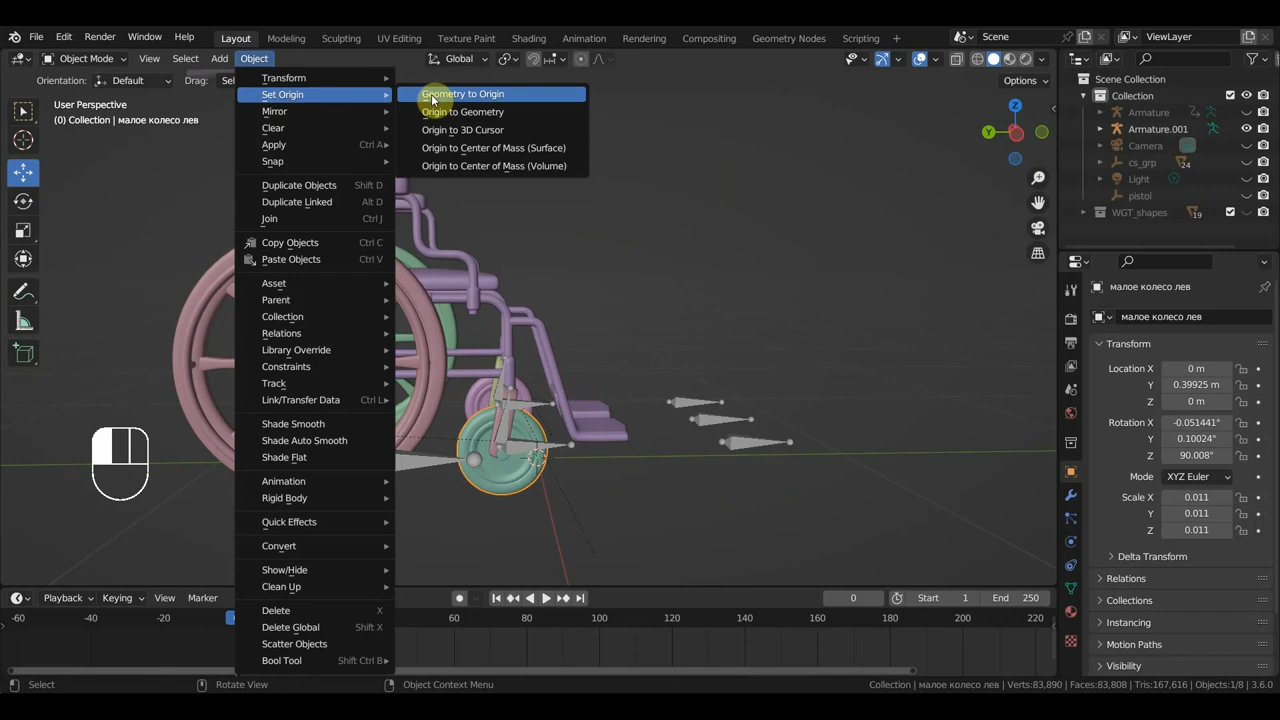 File Edit Render Window Help Layout Modeling Sculpting UV Editing Texture Paint Shading Animation Rendering Compositing Geometry Nodes Scripting Scene ViewLayer
Object Mode View Select Add Object Global Options
Orientation: Default Drag: Sel
User Perspective
(0) Collection | малое колесо лев
Transform
Set Origin
Mirror
Clear
Apply Ctrl A
Snap
Duplicate Objects Shift D
Duplicate Linked Alt D
Join Ctrl J
Copy Objects Ctrl C
Paste Objects Ctrl V
Asset
Parent
Collection
Relations
Library Override
Constraints
Track
Link/Transfer Data Ctrl L
Shade Smooth
Shade Auto Smooth
Shade Flat
Animation
Rigid Body
Quick Effects
Convert
Show/Hide
Clean Up
Delete X
Delete Global Shift X
Scatter Objects
Bool Tool Shift Ctrl B
Geometry to Origin
Origin to Geometry
Origin to 3D Cursor
Origin to Center of Mass (Surface)
Origin to Center of Mass (Volume)
Z
Y
Scene Collection
Collection
Armature
Armature.001
Camera
cs_grp 24
Light
pistol
WGT_shapes 19
малое колесо лев
малое колесо лев
Transform
Location X 0 m
Y 0.39925 m
Z 0 m
Rotation X -0.051441°
Y 0.10024°
Z 90.008°
Mode XYZ Euler
Scale X 0.011
Y 0.011
Z 0.011
Delta Transform
Relations
Collections
Instancing
Motion Paths
Visibility
Playback Keying View Marker 0 Start 1 End 250
-60 -40 -20 60 80 100 120 140 160 180 200 220
Select Rotate View Object Context Menu Collection | малое колесо лев | Verts:83,890 | Faces:83,808 | Tris:167,616 | Objects:1/8 | 3.6.0